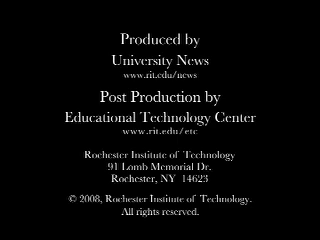 Produced by
University News
www.rit.edu/news
Post Production by
Educational Technology Center
www.rit.edu/etc
Rochester Institute of Technology
91 Lomb Memorial Dr.
Rochester, NY 14623
© 2008, Rochester Institute of Technology.
All rights reserved.